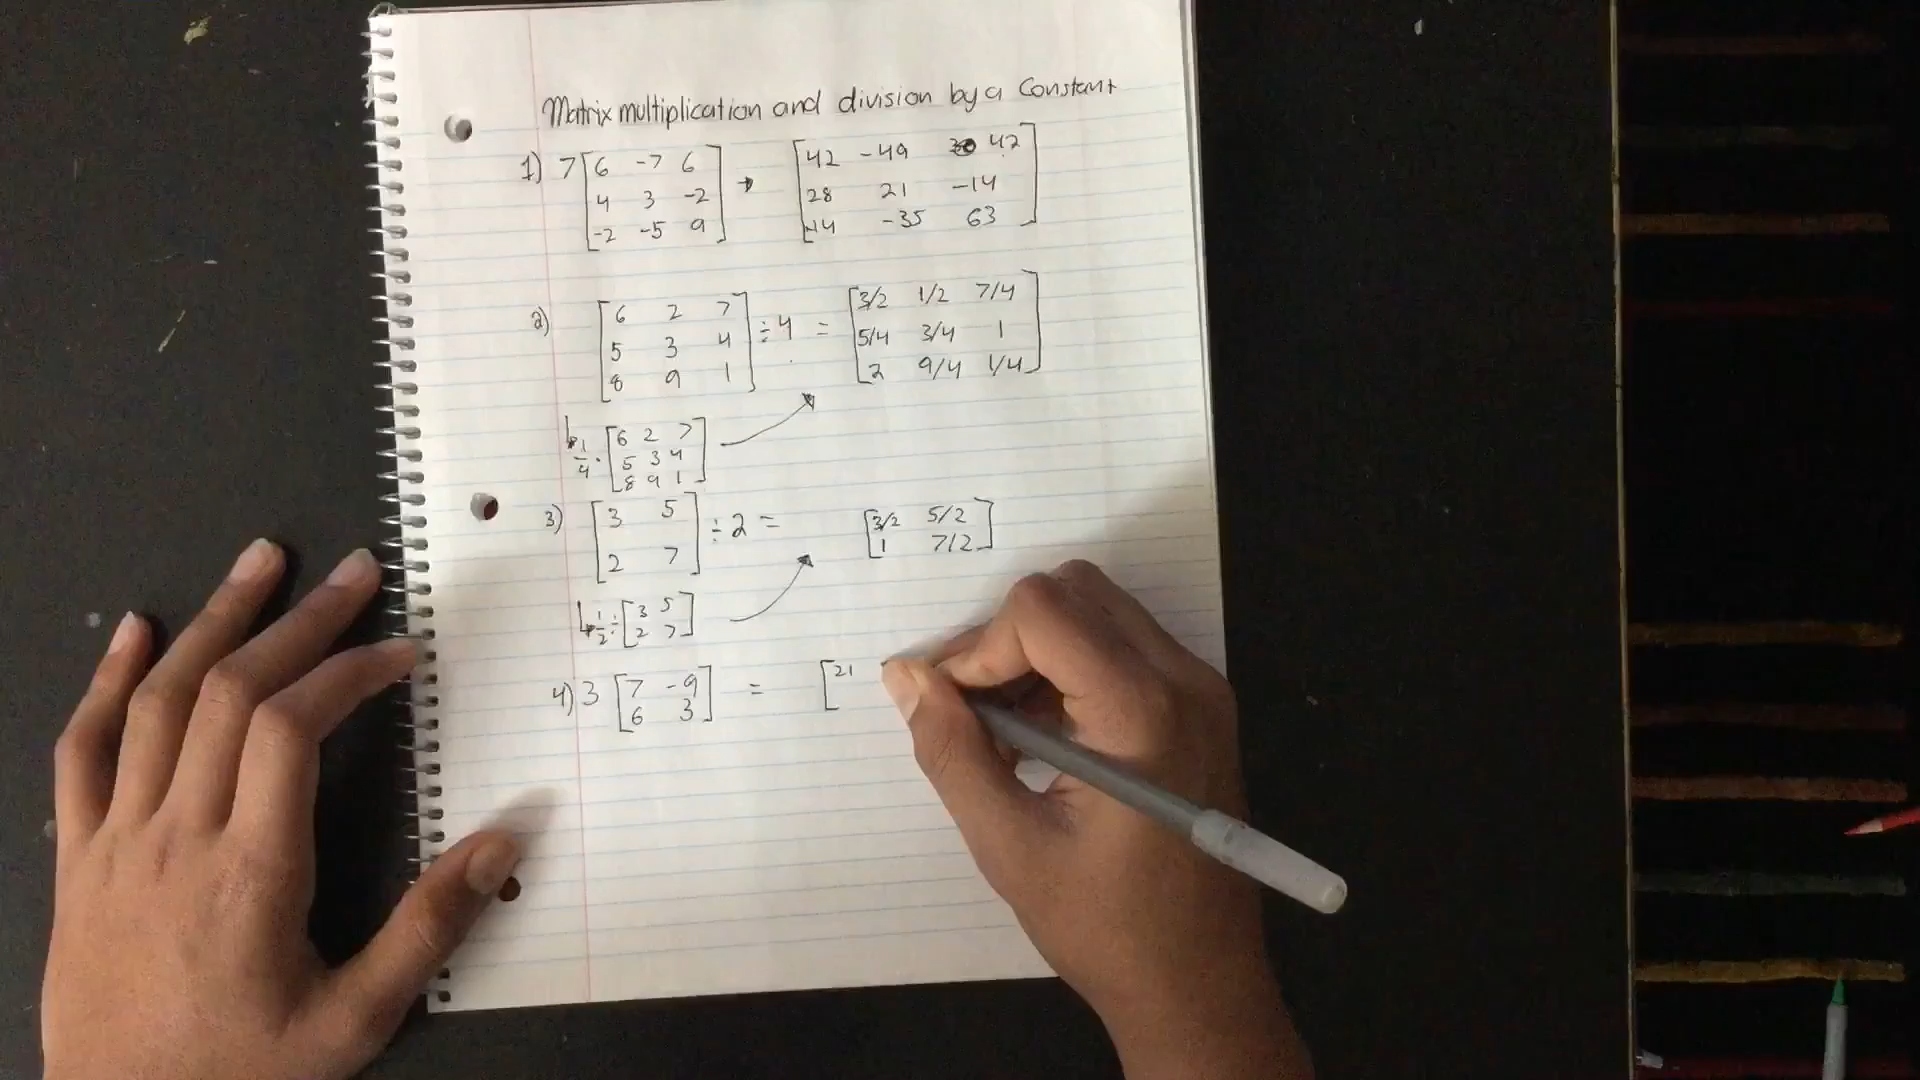 Matrix multiplication and division by a Constant
1) 7 [6 -7 6 → [42 -49 42
4 3 -2 28 21 -14
-2 -5 9] -14 -35 63]
2) [6 2 7 [3/2 1/2 7/4
5 3 4 ÷ 4 = 5/4 3/4 1
8 9 1] 2 9/4 1/4]
1/4 · [6 2 7
5 3 4
8 9 1]
3) [3 5 ÷ 2 = [3/2 5/2
2 7] 1 7/2]
1/2 ÷ [3 5
2 7]
4) 3 [7 -9 = [21
6 3]